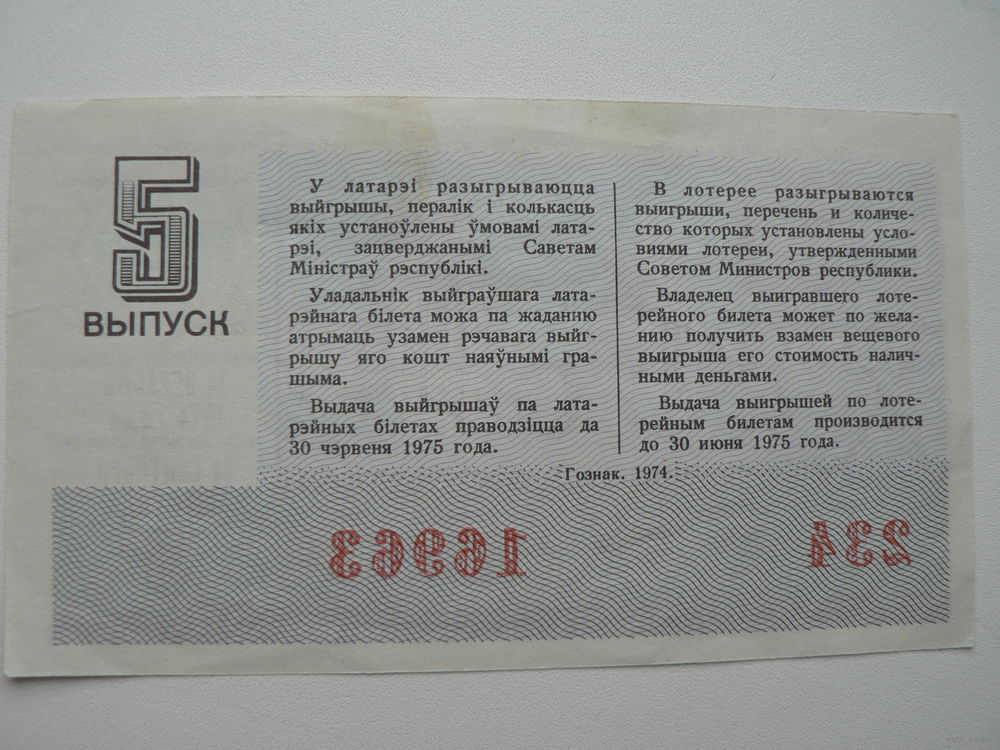 5
ВЫПУСК
У латарэі разыгрываюцца
выйгрышы, пералік і колькасць
якіх устаноўлены ўмовамі лата-
рэі, зацверджанымі Саветам
Міністраў рэспублікі.
Уладальнік выйграўшага лата-
рэйнага білета можа па жаданню
атрымаць узамен рэчавага выйг-
рышу яго кошт наяўнымі гра-
шыма.
Выдача выйгрышаў па лата-
рэйных білетах праводзіцца да
30 чэрвеня 1975 года.
В лотерее разыгрываются
выигрыши, перечень и количе-
ство которых установлены усло-
виями лотереи, утвержденными
Советом Министров республики.
Владелец выигравшего лоте-
рейного билета может по жела-
нию получить взамен вещевого
выигрыша его стоимость налич-
ными деньгами.
Выдача выигрышей по лоте-
рейным билетам производится
до 30 июня 1975 года.
Гознак. 1974.
16963
234